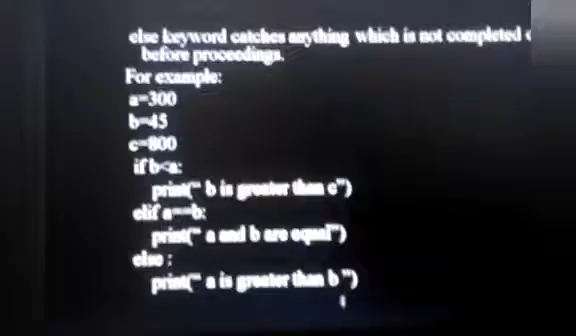 else keyword catches anything which is not completed
before proceedings.
For example:
a=300
b=45
c=800
if b<a:
print(" b is greater than c")
elif a==b:
print(" a and b are equal")
else :
print(" a is greater than b ")